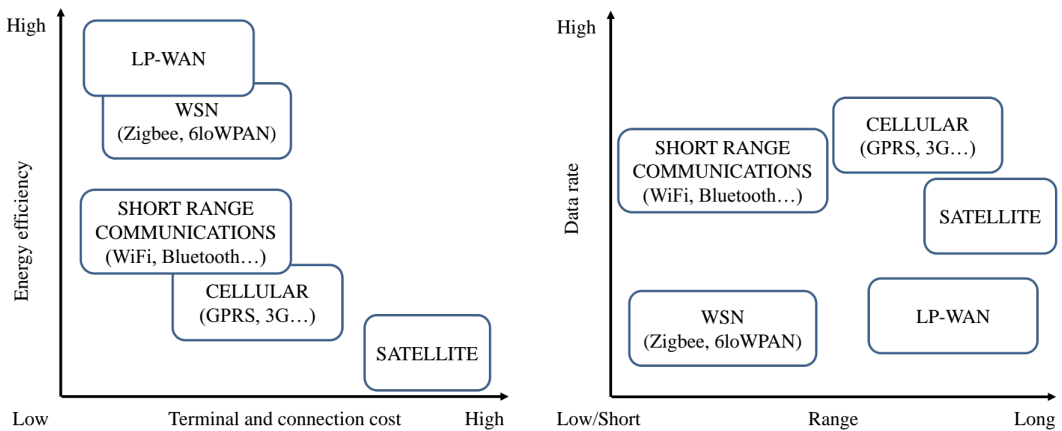 High
LP-WAN
WSN
(Zigbee, 6loWPAN)
SHORT RANGE
COMMUNICATIONS
(WiFi, Bluetooth…)
CELLULAR
(GPRS, 3G…)
SATELLITE
Energy efficiency
Low
Terminal and connection cost
High
High
CELLULAR
(GPRS, 3G…)
SHORT RANGE
COMMUNICATIONS
(WiFi, Bluetooth…)
SATELLITE
WSN
(Zigbee, 6loWPAN)
LP-WAN
Data rate
Low/Short
Range
Long